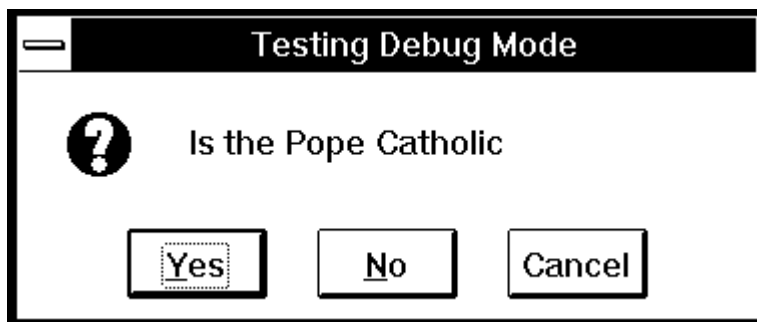 Testing Debug Mode
Is the Pope Catholic
Yes No Cancel